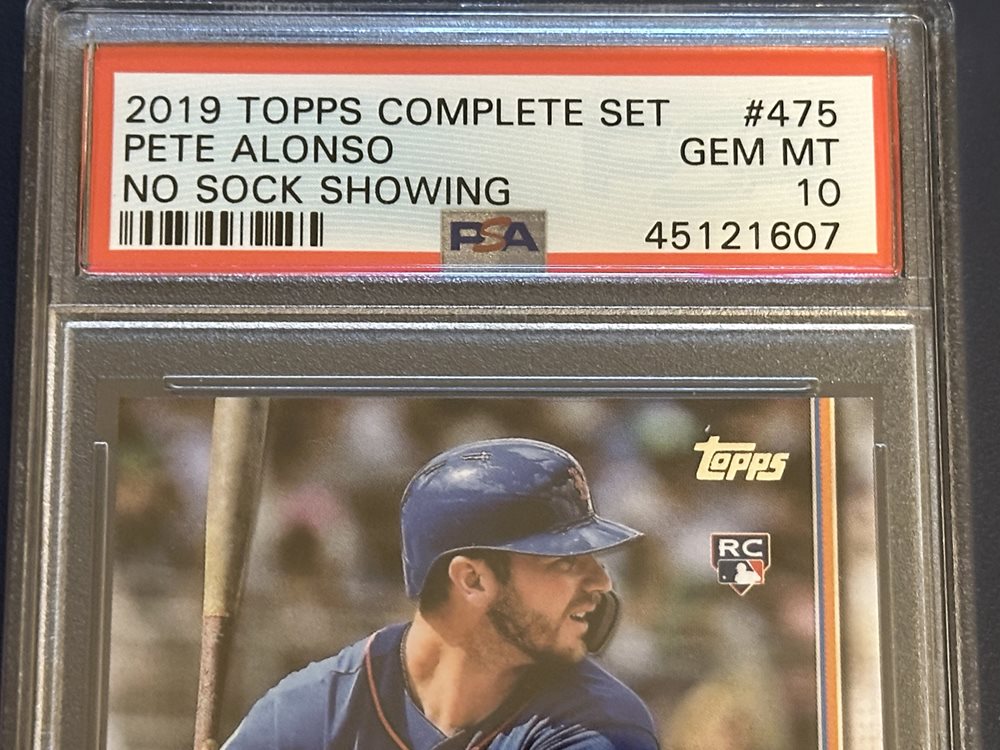 2019 TOPPS COMPLETE SET #475
PETE ALONSO GEM MT
NO SOCK SHOWING 10
PSA 45121607
topps
RC